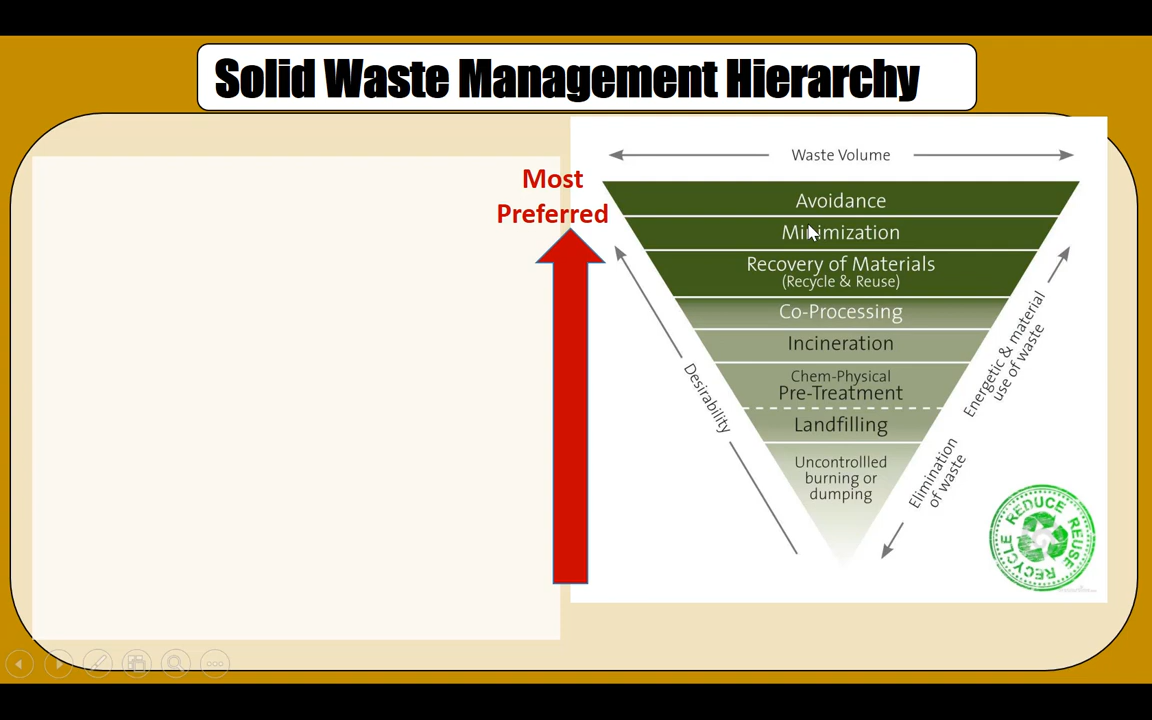 Solid Waste Management Hierarchy
Most
Preferred
Waste Volume
Avoidance
Minimization
Recovery of Materials
(Recycle & Reuse)
Co-Processing
Incineration
Chem-Physical
Pre-Treatment
Landfilling
Uncontrollled
burning or
dumping
Desirability
Energetic & material
use of waste
Elimination
of waste
REDUCE REUSE RECYCLE